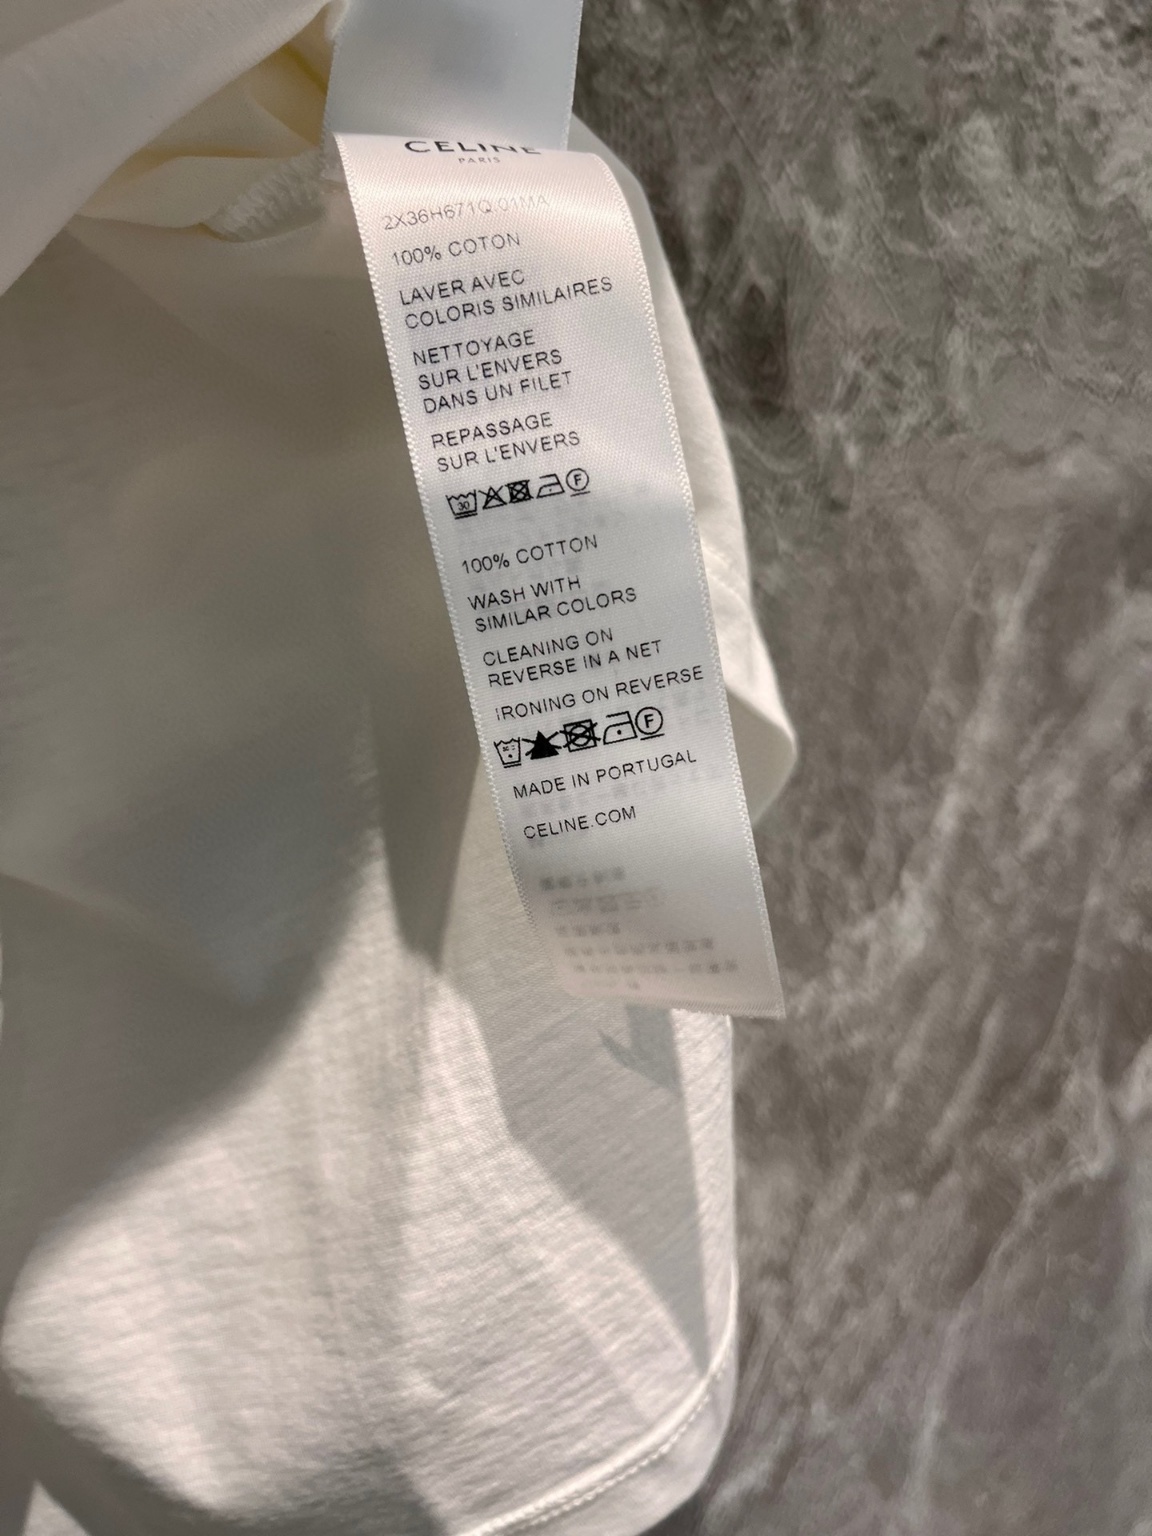 CELINE
PARIS
2X36H671Q.01MA
100% COTON
LAVER AVEC
COLORIS SIMILAIRES
NETTOYAGE
SUR L'ENVERS
DANS UN FILET
REPASSAGE
SUR L'ENVERS
30 F
100% COTTON
WASH WITH
SIMILAR COLORS
CLEANING ON
REVERSE IN A NET
IRONING ON REVERSE
F
MADE IN PORTUGAL
CELINE.COM